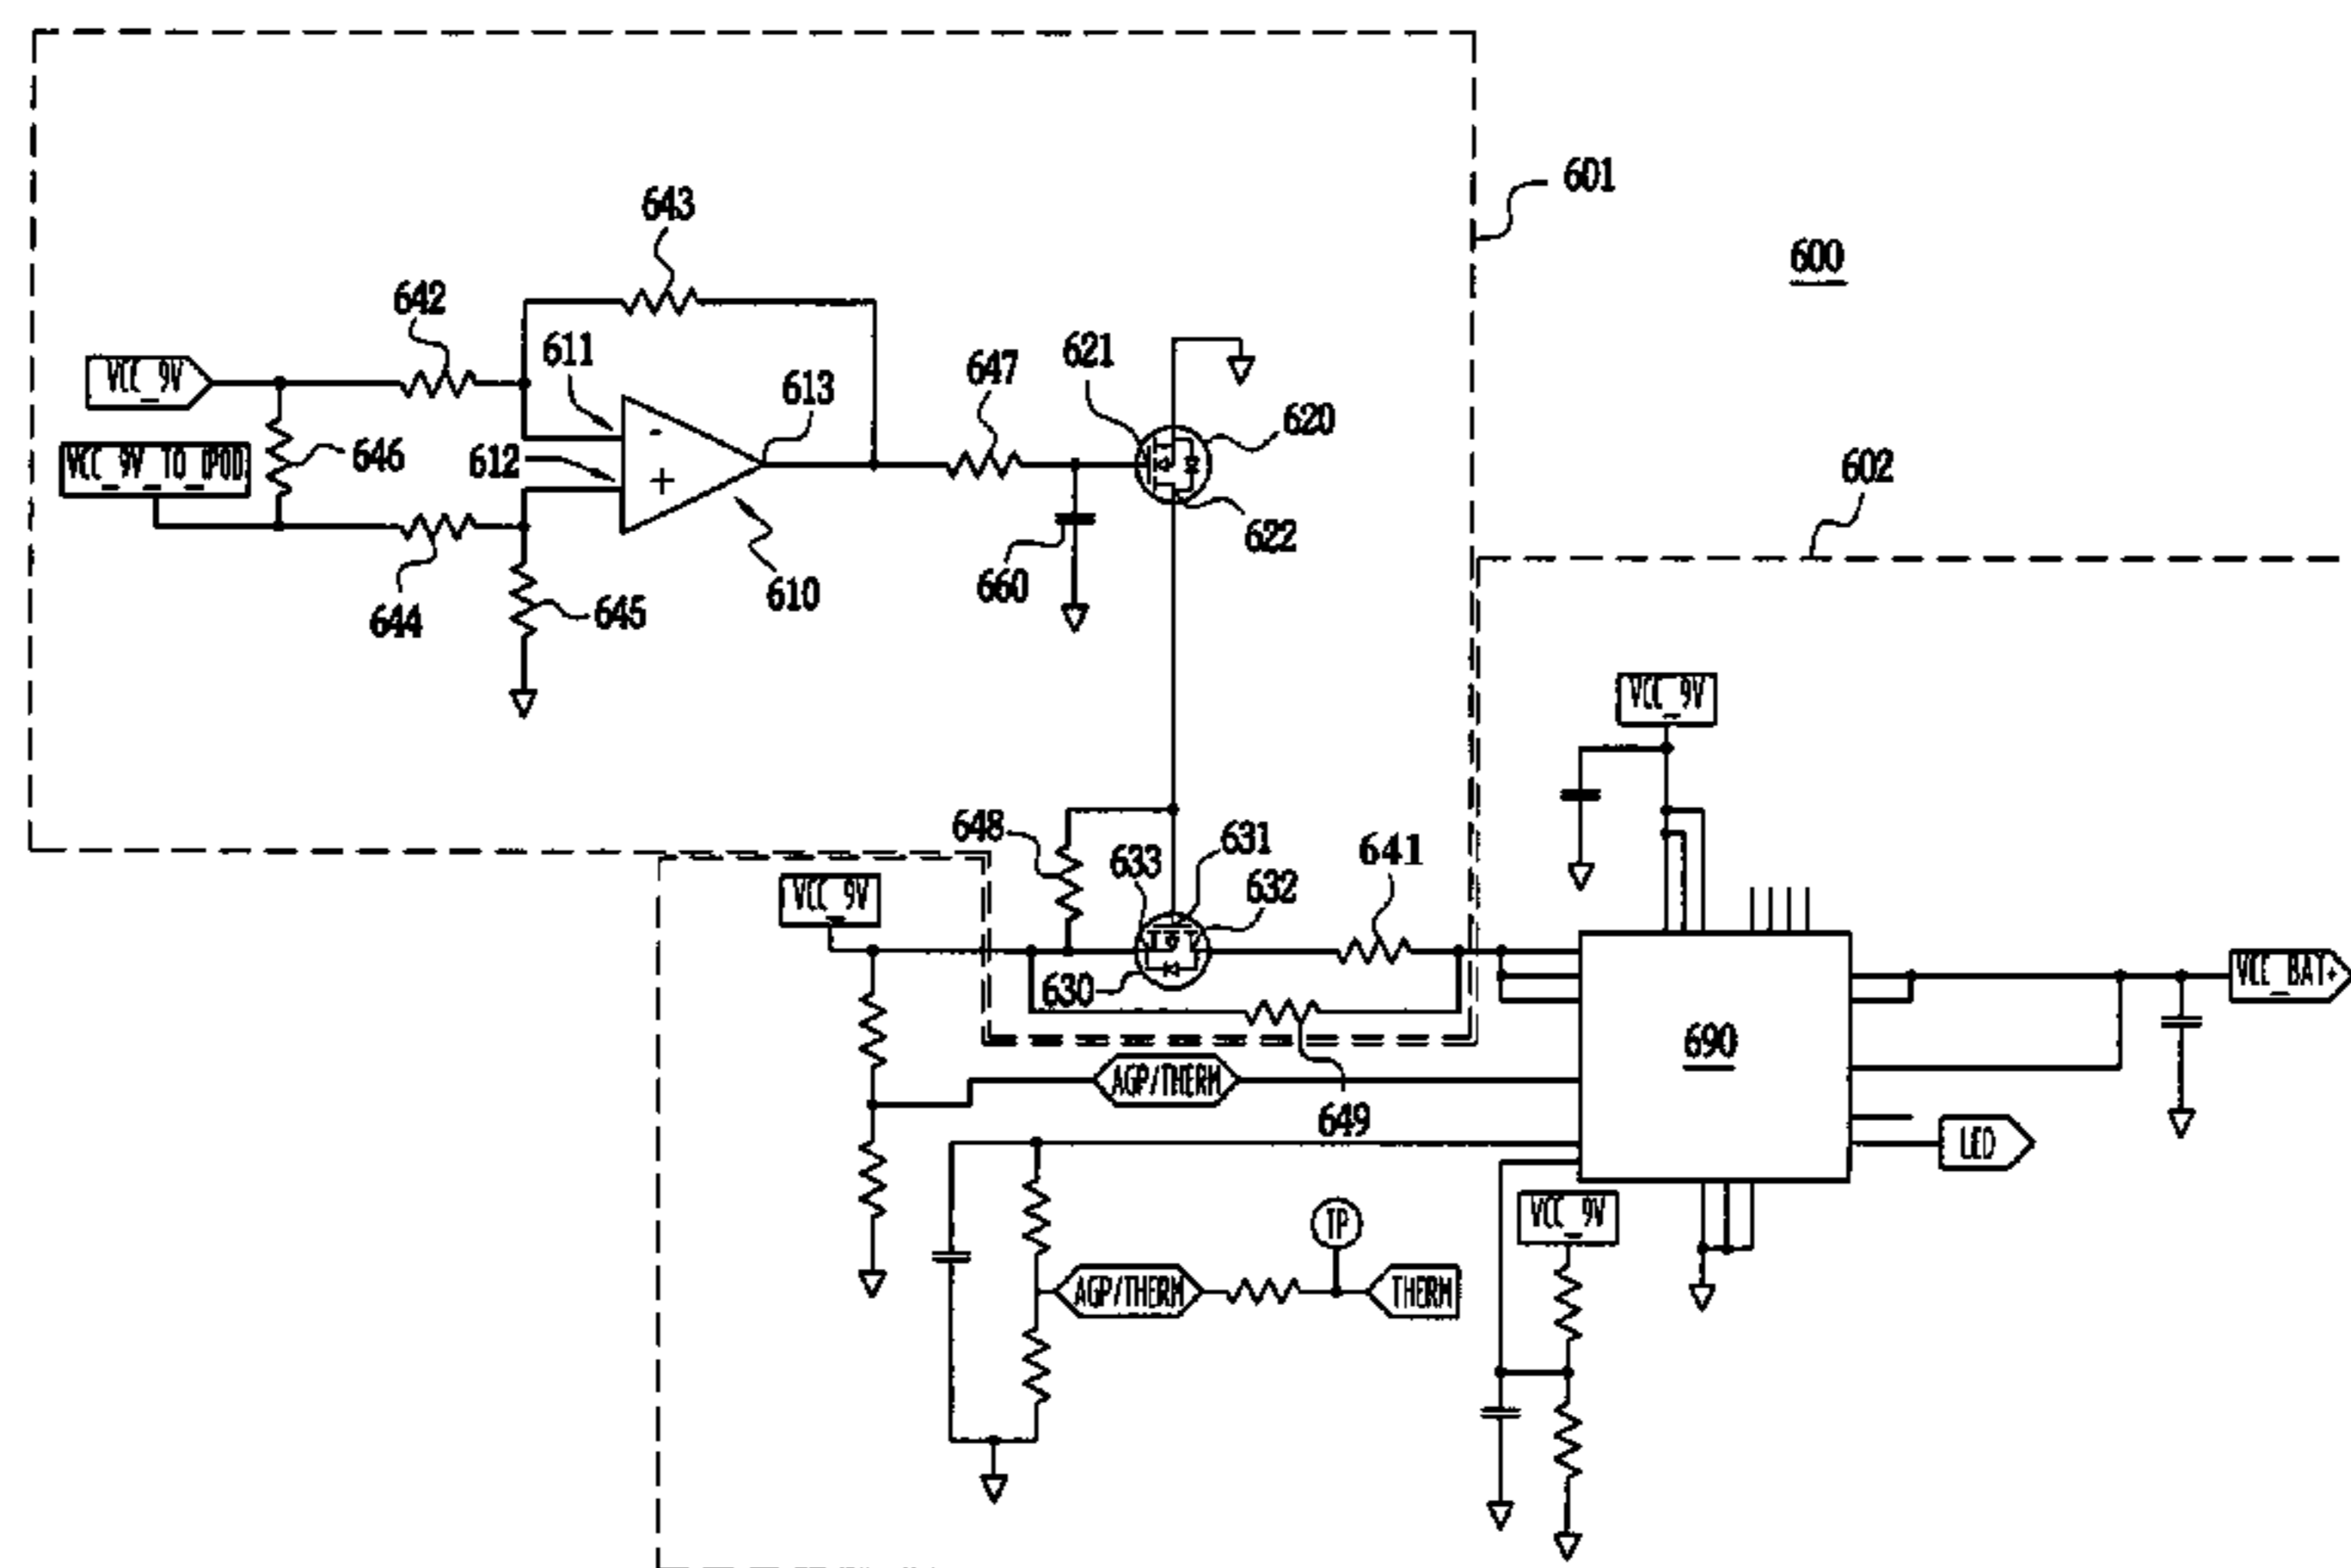 601
643
600
642
611
621
VCC_9V
613
647
620
612
646
VCC_9V_TO_IPOD
602
622
610
660
644
645
VCC_9V
648
633
631
641
VCC_9V
632
630
VCC_BAT+
690
AGP/THERM
649
LED
VCC_9V
TP
AGP/THERM
THERM